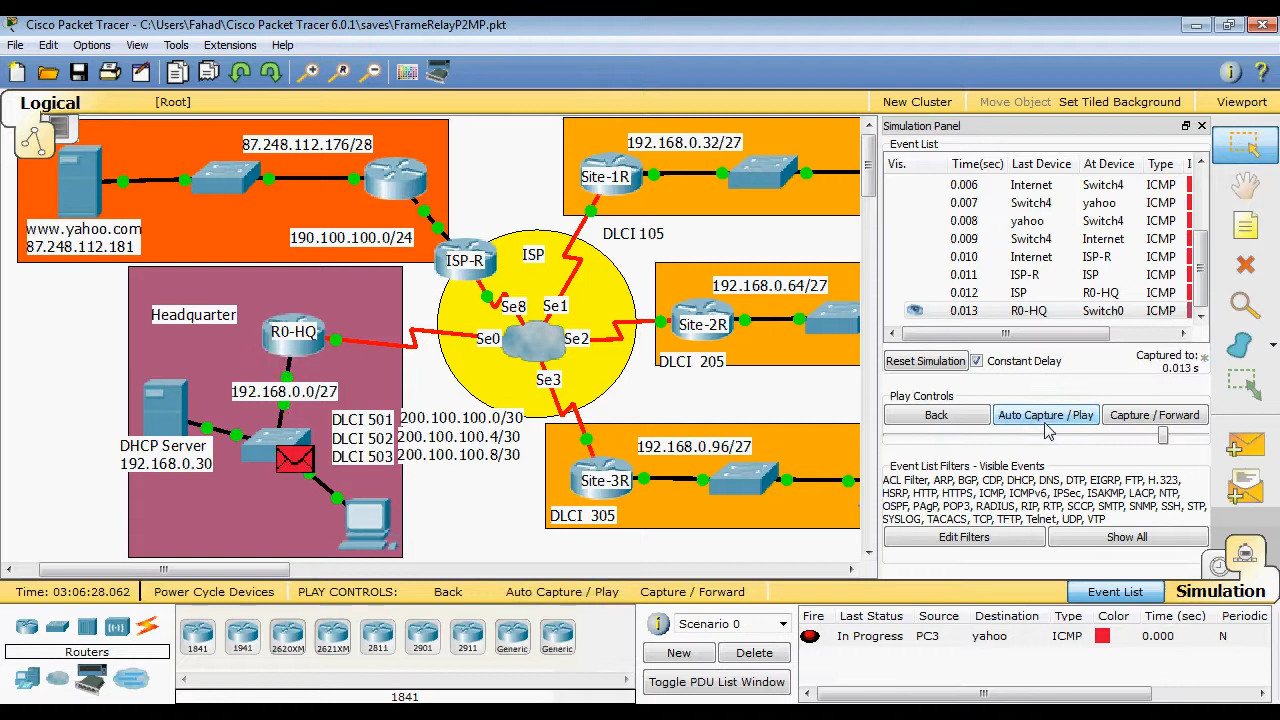 Cisco Packet Tracer - C:\Users\Fahad\Cisco Packet Tracer 6.0.1\saves\FrameRelayP2MP.pkt
File Edit Options View Tools Extensions Help
Logical [Root] New Cluster Move Object Set Tiled Background Viewport
87.248.112.176/28
www.yahoo.com
87.248.112.181
190.100.100.0/24
ISP-R
ISP
Se8
Se1
Se0
Se2
Se3
192.168.0.32/27
Site-1R
DLCI 105
192.168.0.64/27
Site-2R
DLCI 205
192.168.0.96/27
Site-3R
DLCI 305
Headquarter
R0-HQ
192.168.0.0/27
DLCI 501 200.100.100.0/30
DLCI 502 200.100.100.4/30
DLCI 503 200.100.100.8/30
DHCP Server
192.168.0.30
Simulation Panel
Event List
Vis. Time(sec) Last Device At Device Type I
0.006 Internet Switch4 ICMP
0.007 Switch4 yahoo ICMP
0.008 yahoo Switch4 ICMP
0.009 Switch4 Internet ICMP
0.010 Internet ISP-R ICMP
0.011 ISP-R ISP ICMP
0.012 ISP R0-HQ ICMP
0.013 R0-HQ Switch0 ICMP
Reset Simulation Constant Delay Captured to: *
0.013 s
Play Controls
Back Auto Capture / Play Capture / Forward
Event List Filters - Visible Events
ACL Filter, ARP, BGP, CDP, DHCP, DNS, DTP, EIGRP, FTP, H.323,
HSRP, HTTP, HTTPS, ICMP, ICMPv6, IPSec, ISAKMP, LACP, NTP,
OSPF, PAgP, POP3, RADIUS, RIP, RTP, SCCP, SMTP, SNMP, SSH, STP,
SYSLOG, TACACS, TCP, TFTP, Telnet, UDP, VTP
Edit Filters Show All
Time: 03:06:28.062 Power Cycle Devices PLAY CONTROLS: Back Auto Capture / Play Capture / Forward Event List Simulation
Routers
1841 1941 2620XM 2621XM 2811 2901 2911 Generic Generic
1841
Scenario 0
New Delete
Toggle PDU List Window
Fire Last Status Source Destination Type Color Time (sec) Periodic
In Progress PC3 yahoo ICMP 0.000 N